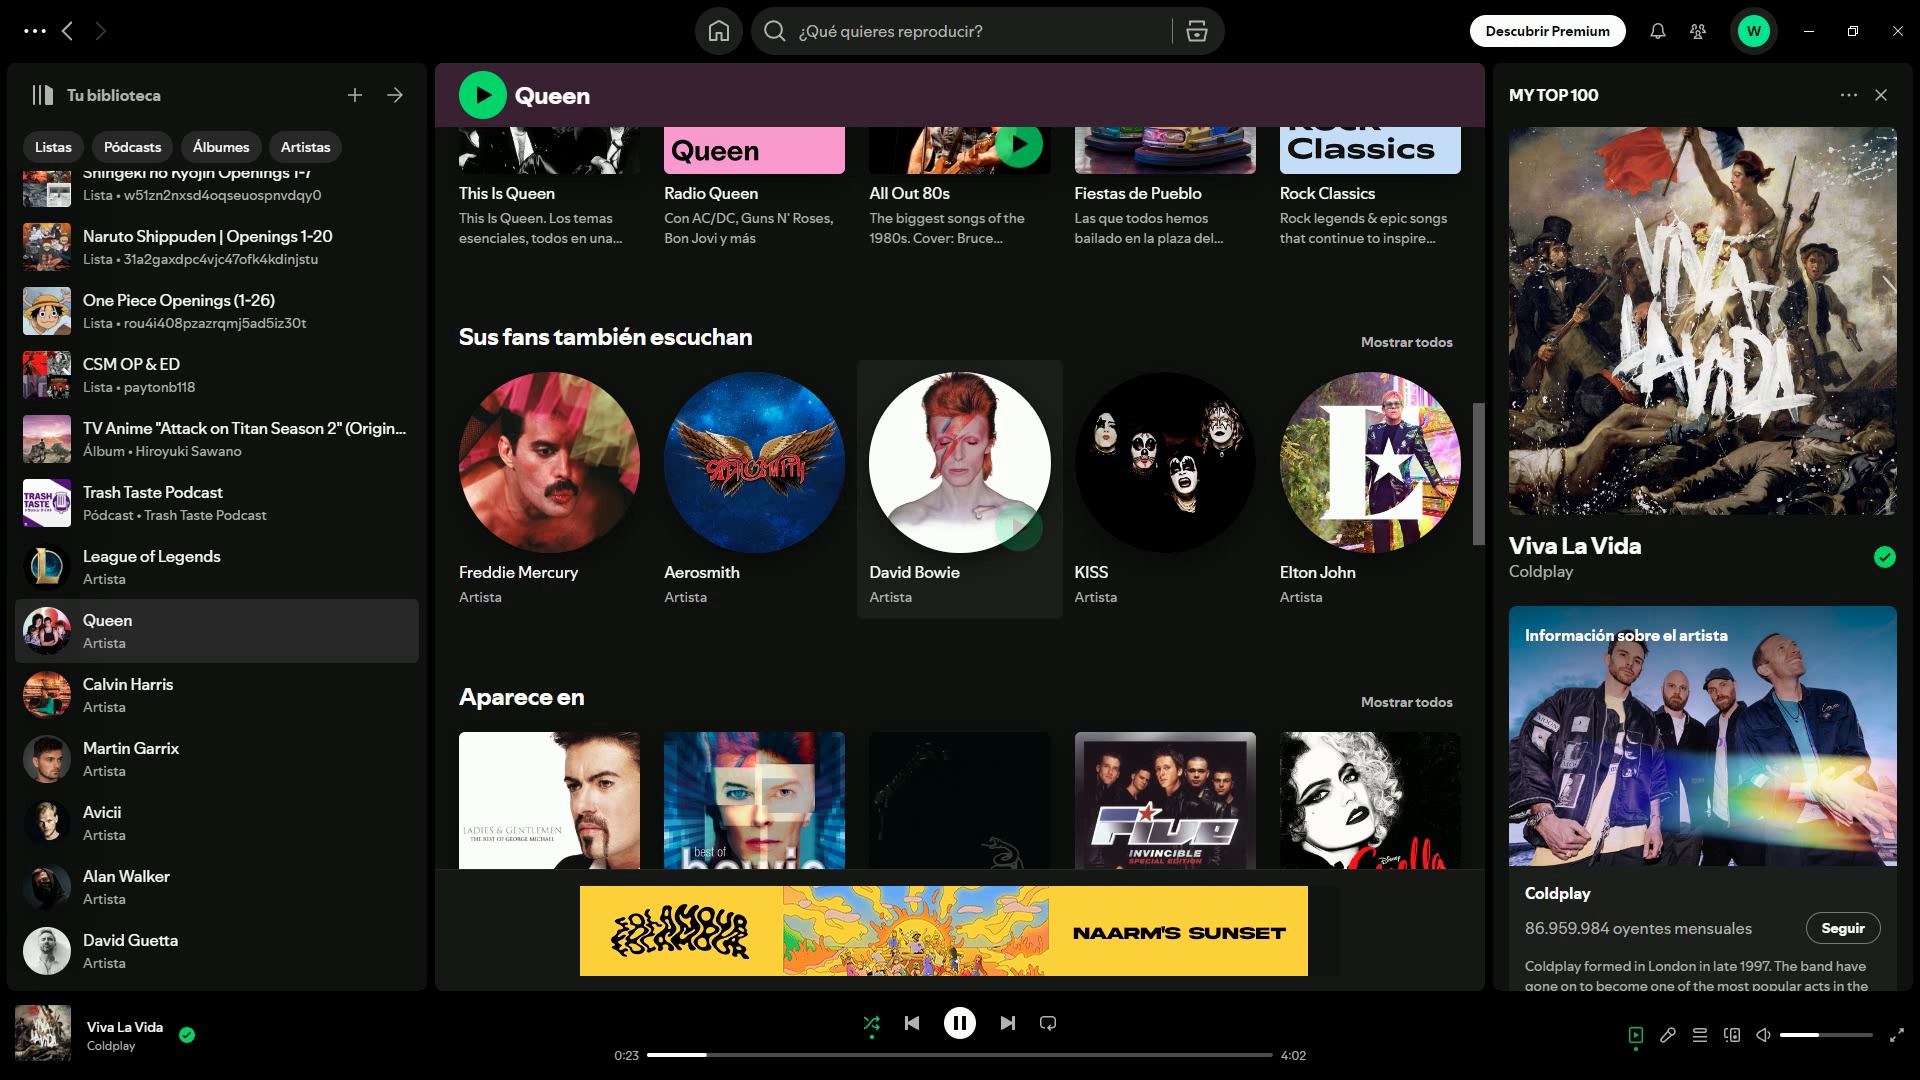 ¿Qué quieres reproducir?
Descubrir Premium
W
Tu biblioteca
Listas
Pódcasts
Álbumes
Artistas
Shingeki no Kyojin Openings 1-7
Lista • w51zn2nxsd4oqseuospnvdqy0
Naruto Shippuden | Openings 1-20
Lista • 31a2gaxdpc4vjc47ofk4kdinjstu
One Piece Openings (1-26)
Lista • rou4i408pzazrqmj5ad5iz30t
CSM OP & ED
Lista • paytonb118
TV Anime "Attack on Titan Season 2" (Origin...
Álbum • Hiroyuki Sawano
TRASH
TASTE
Trash Taste Podcast
Pódcast • Trash Taste Podcast
League of Legends
Artista
Queen
Artista
Calvin Harris
Artista
Martin Garrix
Artista
Avicii
Artista
Alan Walker
Artista
David Guetta
Artista
Queen
Queen
Rock
Classics
This Is Queen
This Is Queen. Los temas
esenciales, todos en una...
Radio Queen
Con AC/DC, Guns N' Roses,
Bon Jovi y más
All Out 80s
The biggest songs of the
1980s. Cover: Bruce...
Fiestas de Pueblo
Las que todos hemos
bailado en la plaza del...
Rock Classics
Rock legends & epic songs
that continue to inspire...
Sus fans también escuchan
Mostrar todos
AEROSMITH
E
Freddie Mercury
Artista
Aerosmith
Artista
David Bowie
Artista
KISS
Artista
Elton John
Artista
Aparece en
Mostrar todos
LADIES & GENTLEMEN
THE BEST OF GEORGE MICHAEL
best of
bowie
FIVE
INVINCIBLE
SPECIAL EDITION
Disney
Cruella
FOLAMOUR
NAARM'S SUNSET
MY TOP 100
VIVA
LA VIDA
Viva La Vida
Coldplay
Información sobre el artista
Coldplay
86.959.984 oyentes mensuales
Seguir
Coldplay formed in London in late 1997. The band have
gone on to become one of the most popular acts in the
Viva La Vida
Coldplay
0:23
4:02